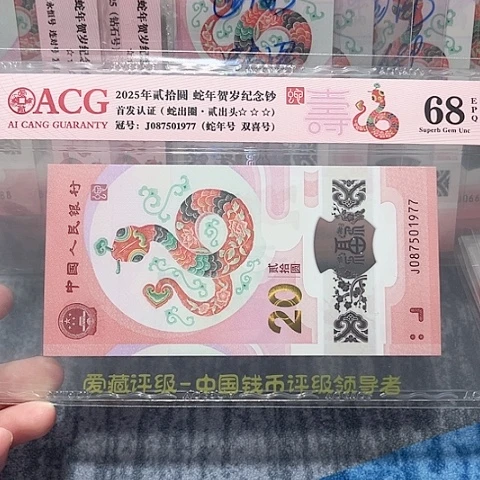 ACG
AI CANG GUARANTY
2025年贰拾圆 蛇年贺岁纪念钞
首发认证（蛇出圈·贰出头☆☆☆）
冠号：J087501977（蛇年号 双喜号）
68
EPQ
Superb Gem Unc
中国人民银行
贰拾圆
20
J087501977
爱藏评级-中国钱币评级领导者